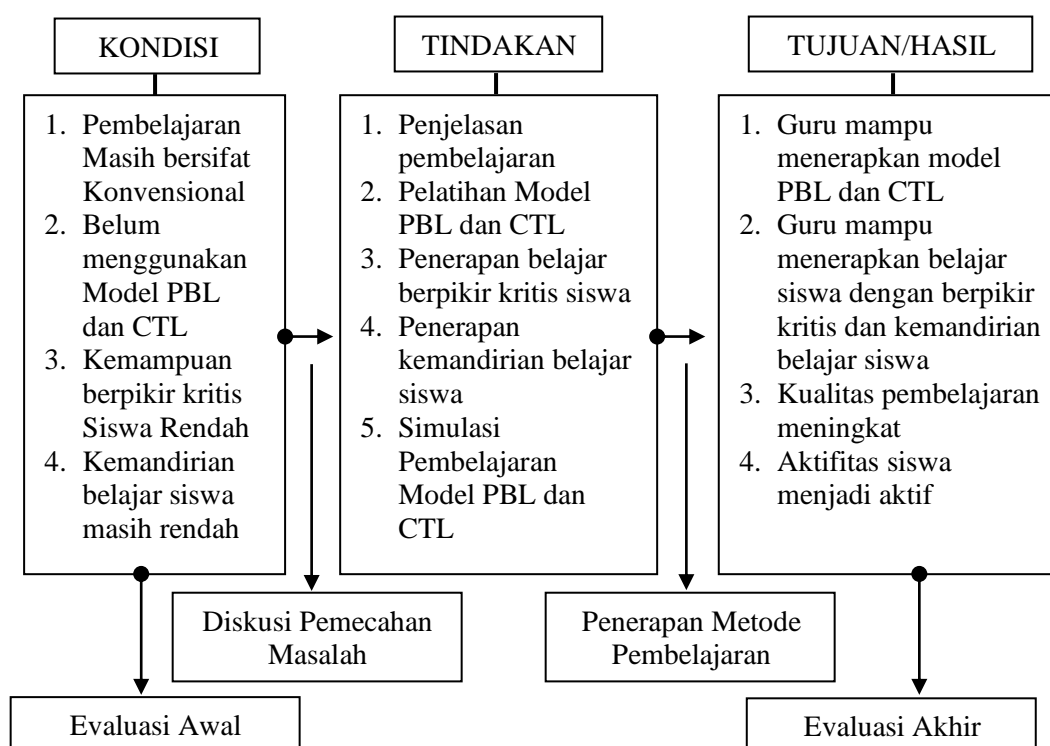 KONDISI
TINDAKAN
TUJUAN/HASIL
1. Pembelajaran
Masih bersifat
Konvensional
2. Belum
menggunakan
Model PBL
dan CTL
3. Kemampuan
berpikir kritis
Siswa Rendah
4. Kemandirian
belajar siswa
masih rendah
1. Penjelasan
pembelajaran
2. Pelatihan Model
PBL dan CTL
3. Penerapan belajar
berpikir kritis siswa
4. Penerapan
kemandirian belajar
siswa
5. Simulasi
Pembelajaran
Model PBL dan
CTL
1. Guru mampu
menerapkan model
PBL dan CTL
2. Guru mampu
menerapkan belajar
siswa dengan berpikir
kritis dan kemandirian
belajar siswa
3. Kualitas pembelajaran
meningkat
4. Aktifitas siswa
menjadi aktif
Diskusi Pemecahan
Masalah
Penerapan Metode
Pembelajaran
Evaluasi Awal
Evaluasi Akhir